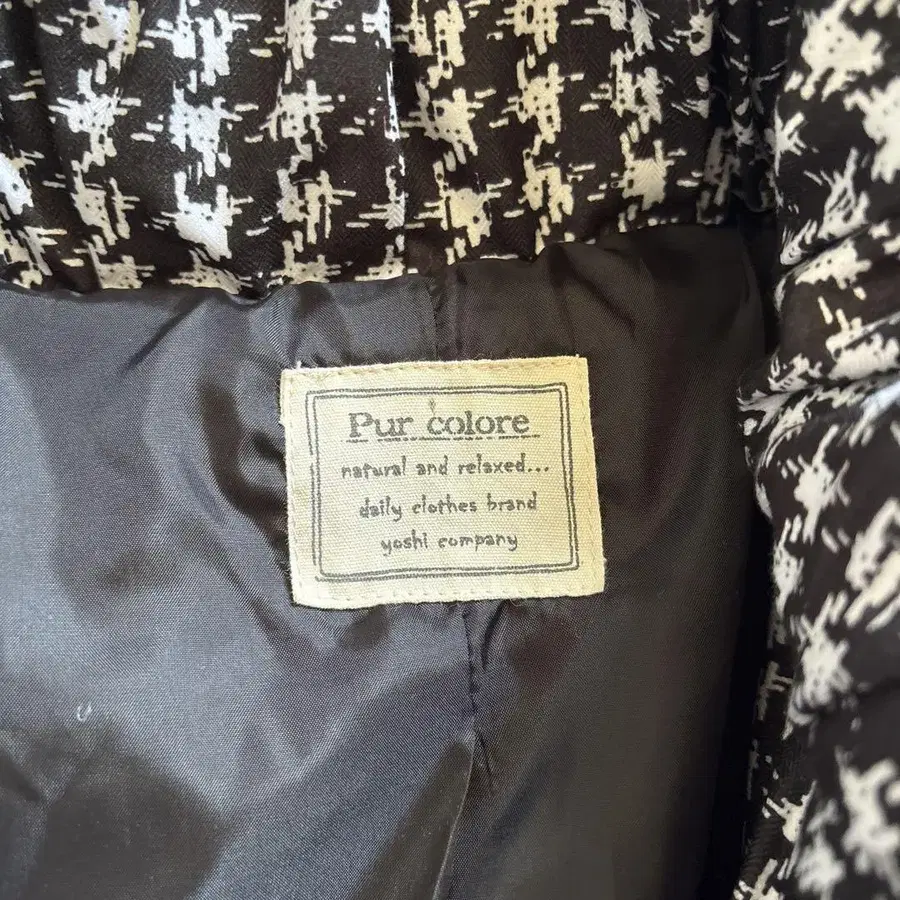 Pur colore
natural and relaxed...
daily clothes brand
yoshi company